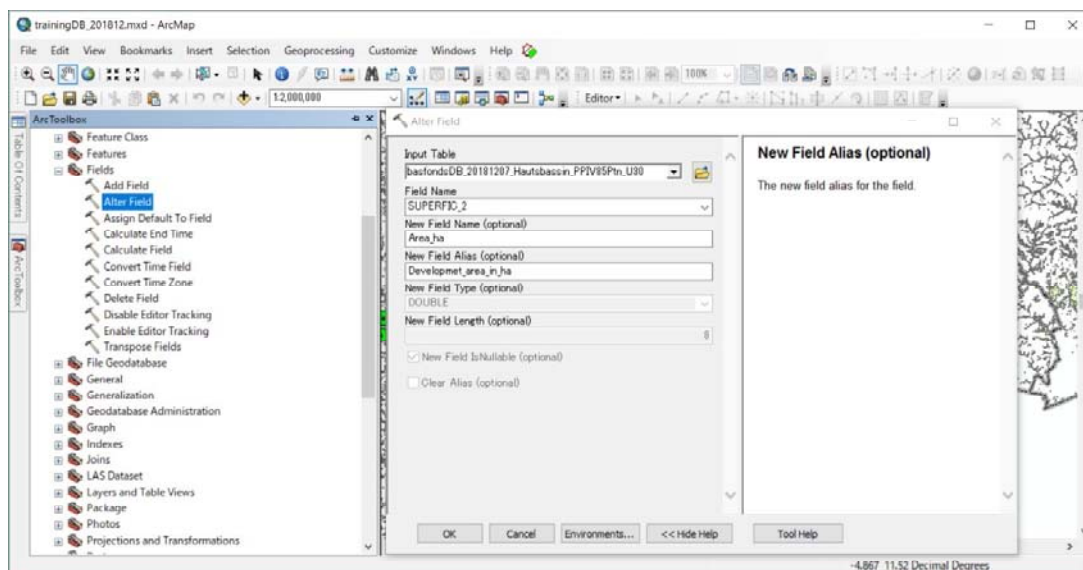 trainingDB_201812.mxd - ArcMap
File Edit View Bookmarks Insert Selection Geoprocessing Customize Windows Help
100%
1:2,000,000
Editor
ArcToolbox
Table Of Contents
ArcToolbox
Feature Class
Features
Fields
Add Field
Alter Field
Assign Default To Field
Calculate End Time
Calculate Field
Convert Time Field
Convert Time Zone
Delete Field
Disable Editor Tracking
Enable Editor Tracking
Transpose Fields
File Geodatabase
General
Generalization
Geodatabase Administration
Graph
Indexes
Joins
LAS Dataset
Layers and Table Views
Package
Photos
Projections and Transformations
Alter Field
Input Table
basfondsDB_20181207_Hautsbassin_PPIV85Ptn_U30
Field Name
SUPERFIC_2
New Field Name (optional)
Area_ha
New Field Alias (optional)
Developmet_area_in_ha
New Field Type (optional)
DOUBLE
New Field Length (optional)
8
New Field IsNullable (optional)
Clear Alias (optional)
OK Cancel Environments... << Hide Help Tool Help
New Field Alias (optional)
The new field alias for the field.
-4.867 11.52 Decimal Degrees